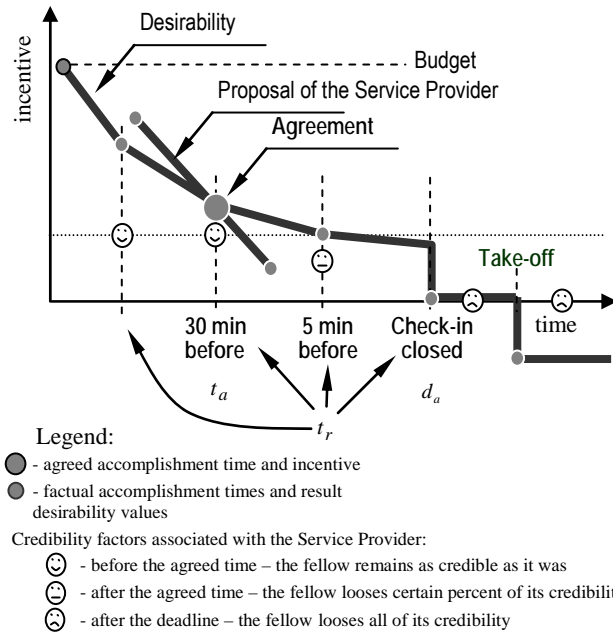 Desirability
Budget
incentive
Proposal of the Service Provider
Agreement
Take-off
30 min before
5 min before
Check-in closed
time
t_a
d_a
t_r
Legend:
- agreed accomplishment time and incentive
- factual accomplishment times and result
desirability values
Credibility factors associated with the Service Provider:
- before the agreed time – the fellow remains as credible as it was
- after the agreed time – the fellow looses certain percent of its credibilit
- after the deadline – the fellow looses all of its credibility